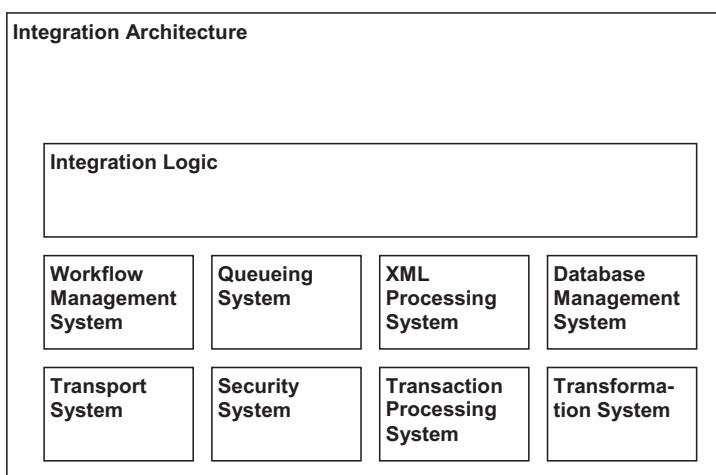 Integration Architecture
Integration Logic
Workflow
Management
System
Queueing
System
XML
Processing
System
Database
Management
System
Transport
System
Security
System
Transaction
Processing
System
Transforma-
tion System